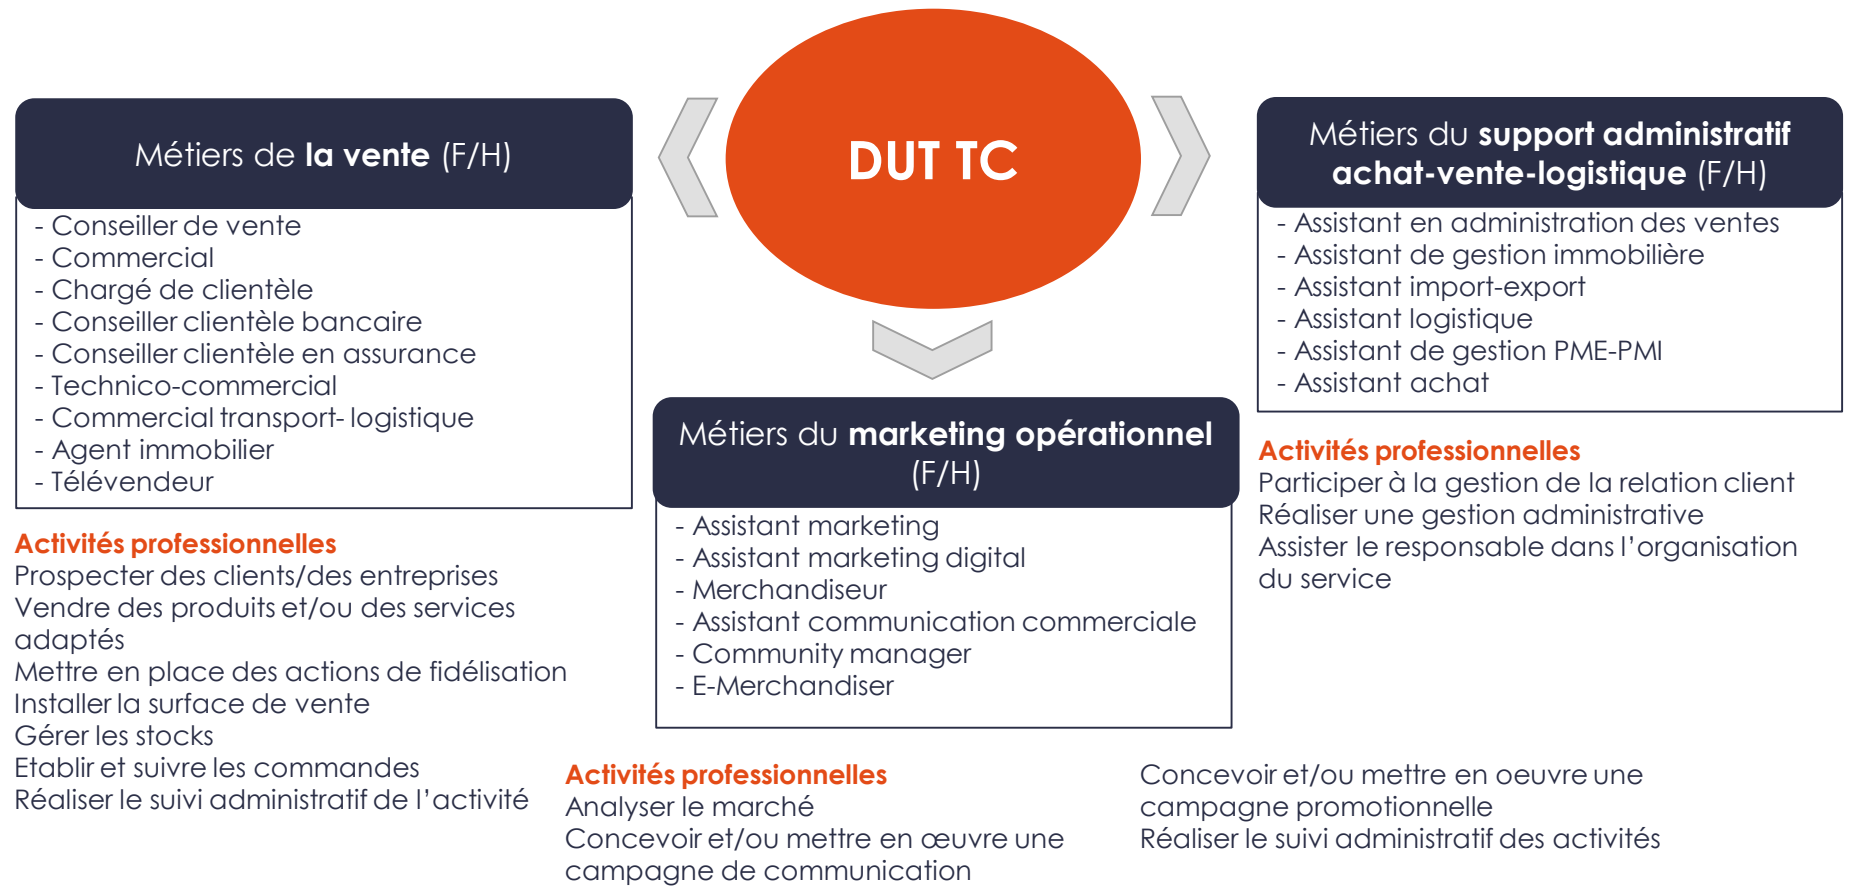 DUT TC
Métiers de la vente (F/H)
- Conseiller de vente
- Commercial
- Chargé de clientèle
- Conseiller clientèle bancaire
- Conseiller clientèle en assurance
- Technico-commercial
- Commercial transport- logistique
- Agent immobilier
- Télévendeur
Activités professionnelles
Prospecter des clients/des entreprises
Vendre des produits et/ou des services
adaptés
Mettre en place des actions de fidélisation
Installer la surface de vente
Gérer les stocks
Etablir et suivre les commandes
Réaliser le suivi administratif de l’activité
Métiers du marketing opérationnel
(F/H)
- Assistant marketing
- Assistant marketing digital
- Merchandiseur
- Assistant communication commerciale
- Community manager
- E-Merchandiser
Activités professionnelles
Analyser le marché
Concevoir et/ou mettre en œuvre une
campagne de communication
Concevoir et/ou mettre en oeuvre une
campagne promotionnelle
Réaliser le suivi administratif des activités
Métiers du support administratif
achat-vente-logistique (F/H)
- Assistant en administration des ventes
- Assistant de gestion immobilière
- Assistant import-export
- Assistant logistique
- Assistant de gestion PME-PMI
- Assistant achat
Activités professionnelles
Participer à la gestion de la relation client
Réaliser une gestion administrative
Assister le responsable dans l’organisation
du service